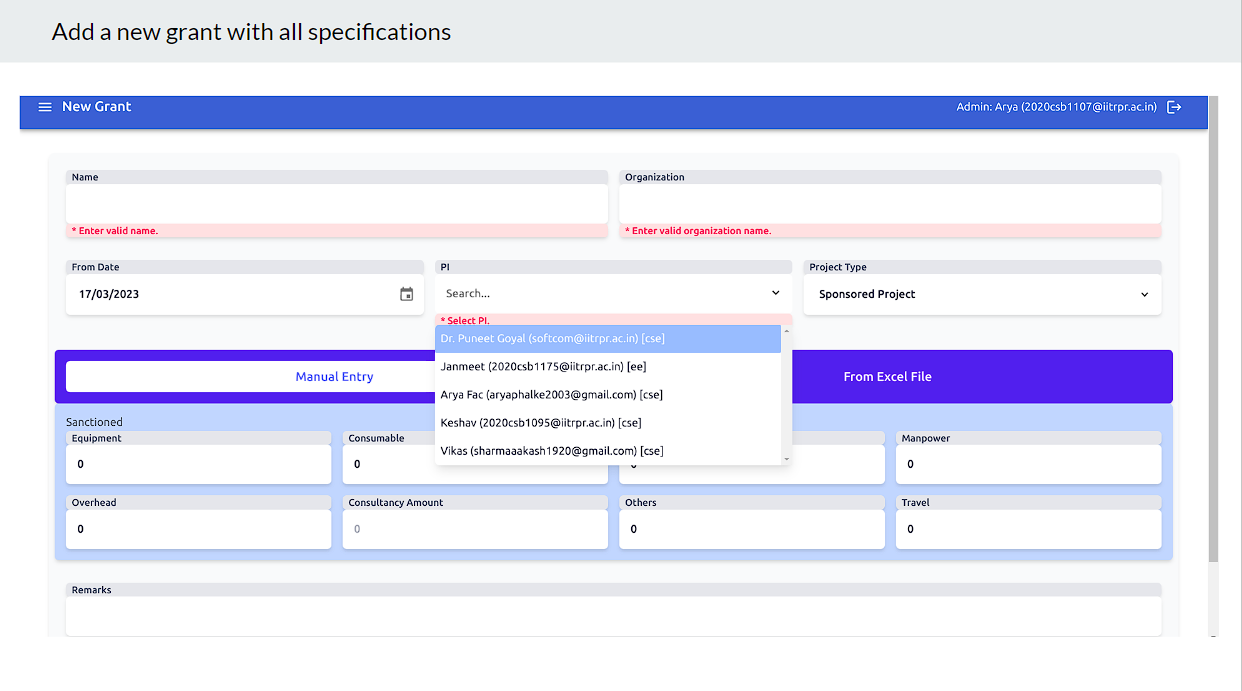 Add a new grant with all specifications
New Grant
Admin: Arya (2020csb1107@iitrpr.ac.in)
Name
Organization
* Enter valid name.
* Enter valid organization name.
From Date
PI
Project Type
17/03/2023
Search...
Sponsored Project
* Select PI.
Dr. Puneet Goyal (softcom@iitrpr.ac.in) [cse]
Janmeet (2020csb1175@iitrpr.ac.in) [ee]
Arya Fac (aryaphalke2003@gmail.com) [cse]
Keshav (2020csb1095@iitrpr.ac.in) [cse]
Vikas (sharmaaakash1920@gmail.com) [cse]
Manual Entry
From Excel File
Sanctioned
Equipment
Consumable
Manpower
0
0
0
0
Overhead
Consultancy Amount
Others
Travel
0
0
0
0
Remarks